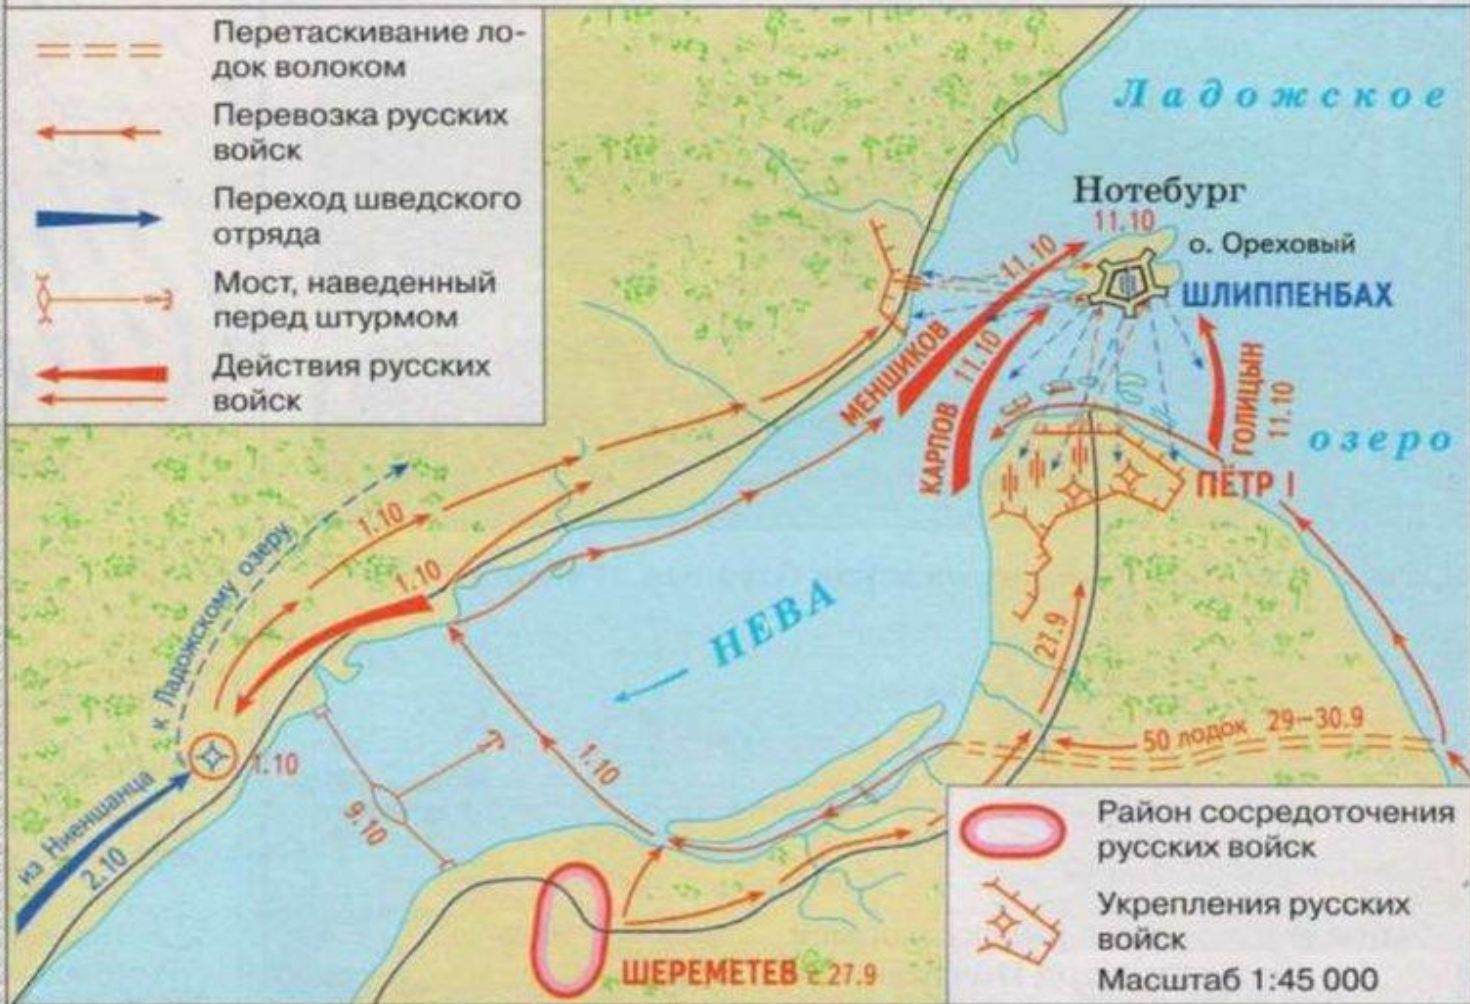 Перетаскивание ло-
док волоком
Перевозка русских
войск
Переход шведского
отряда
Мост, наведенный
перед штурмом
Действия русских
войск
Ладожское
Нотебург
11.10
о. Ореховый
ШЛИППЕНБАХ
11.10
МЕНШИКОВ
11.10
КАРПОВ
ГОЛИЦЫН
11.10
озеро
ПЁТР I
1.10
к Ладожскому озеру
1.10
НЕВА
27.9
50 лодок 29–30.9
1.10
1.10
9.10
из Ниеншанца
2.10
ШЕРЕМЕТЕВ с 27.9
Район сосредоточения
русских войск
Укрепления русских
войск
Масштаб 1:45 000